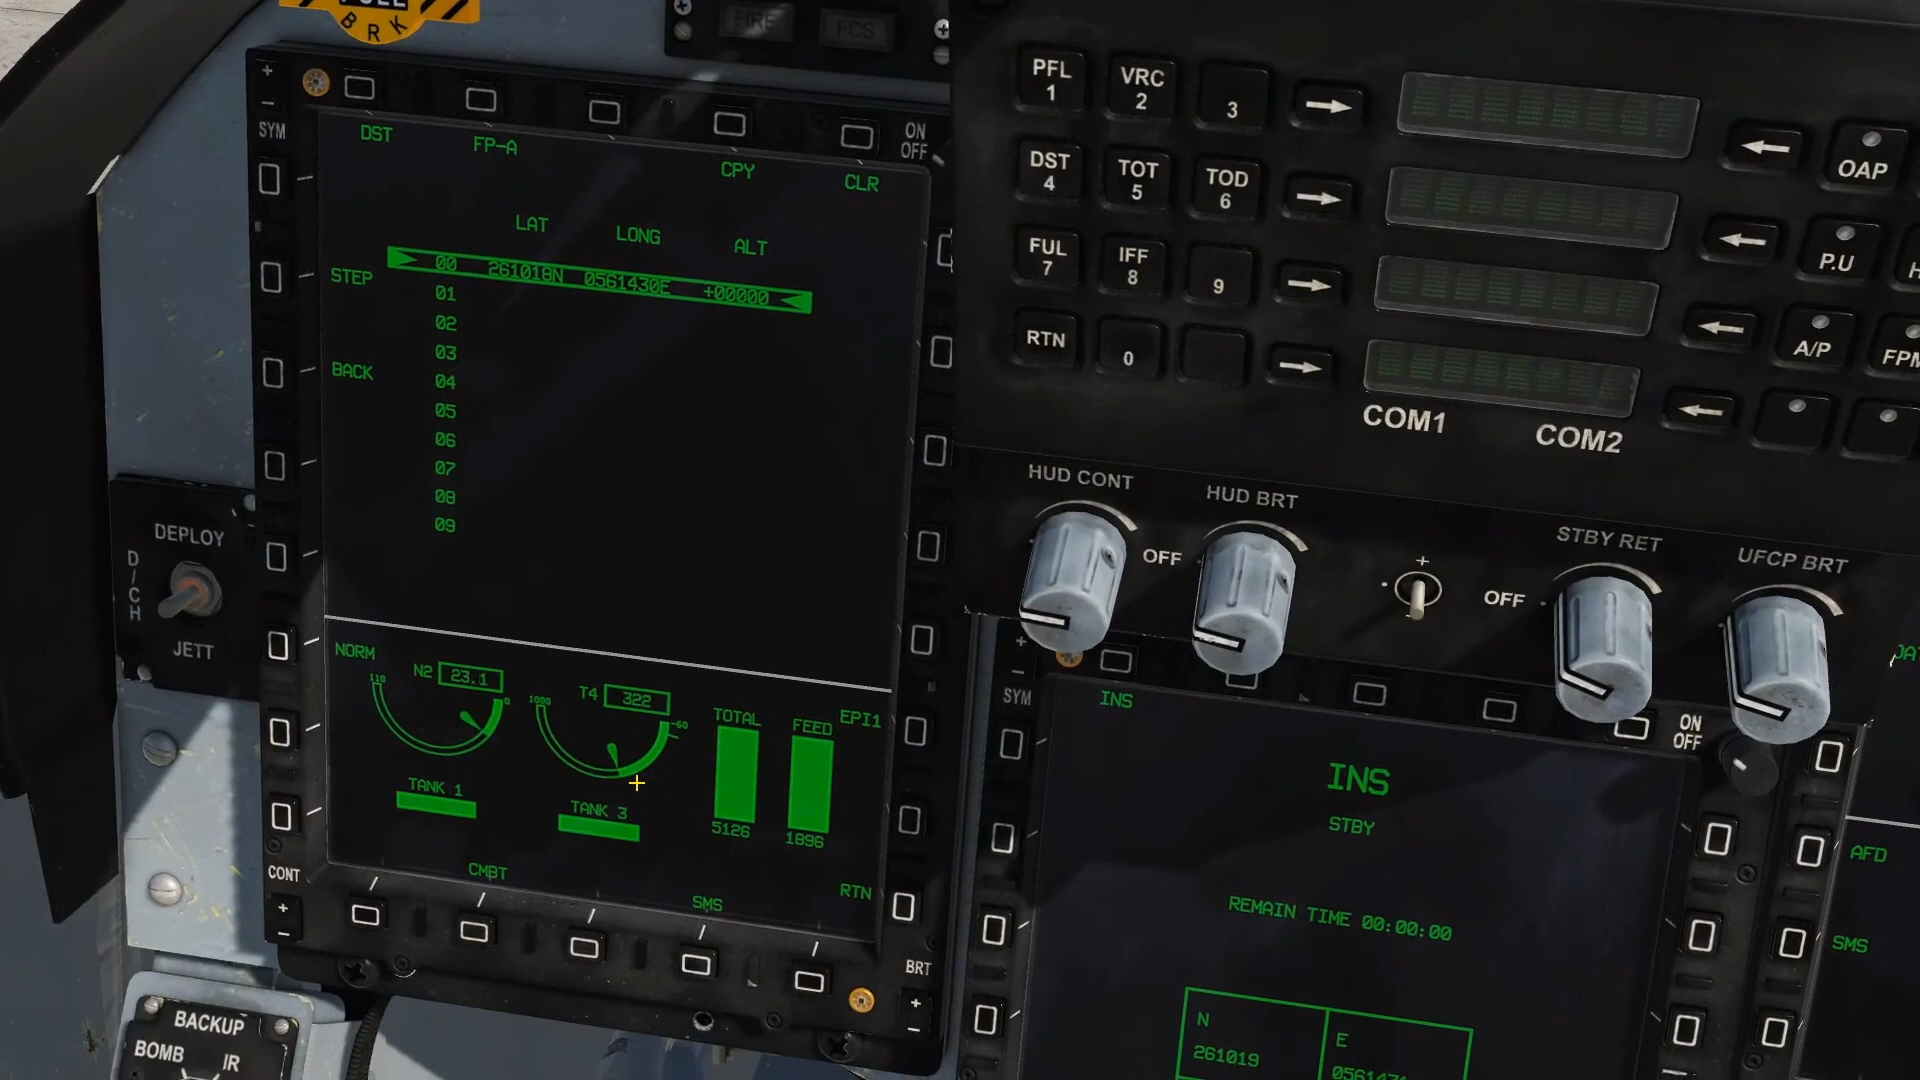 BRK
FIRE
FCS
+
-
SYM
ON
OFF
DST
FP-A
CPY
CLR
LAT
LONG
ALT
00 261018N 0561430E +00000
STEP
01
02
03
BACK
04
05
06
07
08
09
NORM
N2 23.1
110
0
T4 322
1000
-60
TOTAL
FEED
EPI1
TANK 1
TANK 3
5126
1896
CMBT
SMS
RTN
CONT
+
-
BRT
+
-
DEPLOY
D/CH
JETT
BACKUP
BOMB
IR
PFL
1
VRC
2
3
DST
4
TOT
5
TOD
6
FUL
7
IFF
8
9
RTN
0
OAP
P.U
A/P
FPM
COM1
COM2
HUD CONT
OFF
HUD BRT
+
-
OFF
STBY RET
UFCP BRT
+
-
SYM
ON
OFF
INS
INS
STBY
REMAIN TIME 00:00:00
N
261019
E
AFD
SMS